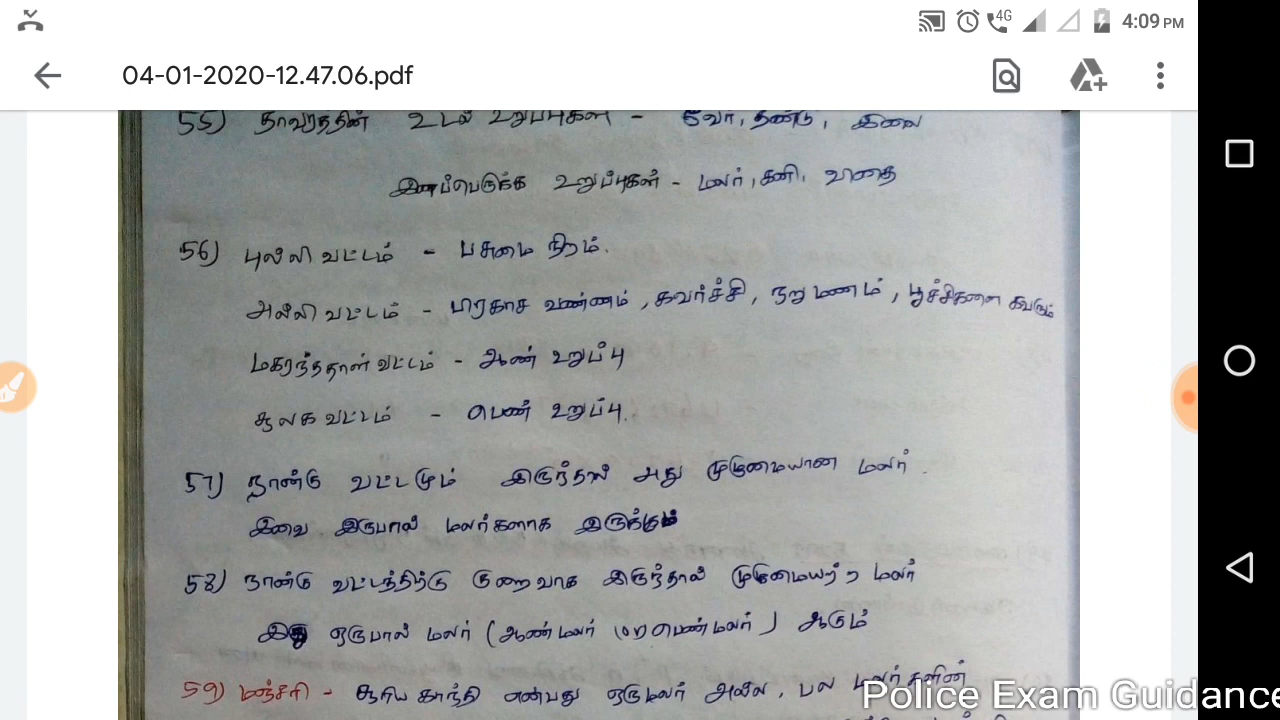 4G 4:09 PM
04-01-2020-12.47.06.pdf
55) தாவரத்தின் உடல் உறுப்புகள் - வேர், தண்டு, இலை
இனப்பெருக்க உறுப்புகள் - மலர், கனி, விதை
56) புல்லி வட்டம் - பசுமை நிறம்.
அல்லி வட்டம் - பிரகாச வண்ணம், கவர்ச்சி, நறுமணம், பூச்சிகளை கவரும்
மகரந்ததாள் வட்டம் - ஆண் உறுப்பு
சூலக வட்டம் - பெண் உறுப்பு.
57) நான்கு வட்டமும் இருந்தால் அது முழுமையான மலர்.
இவை இருபால் மலர்களாக இருக்கும்
58) நான்கு வட்டத்திற்கு குறைவாக இருந்தால் முழுமையற்ற மலர்
இது ஒருபால் மலர் (ஆண்மலர் (அ) பெண்மலர்) ஆகும்
59) மஞ்சரி - சூரிய காந்தி என்பது ஒருமலர் அல்ல, பல மலர்களின்
Police Exam Guidance